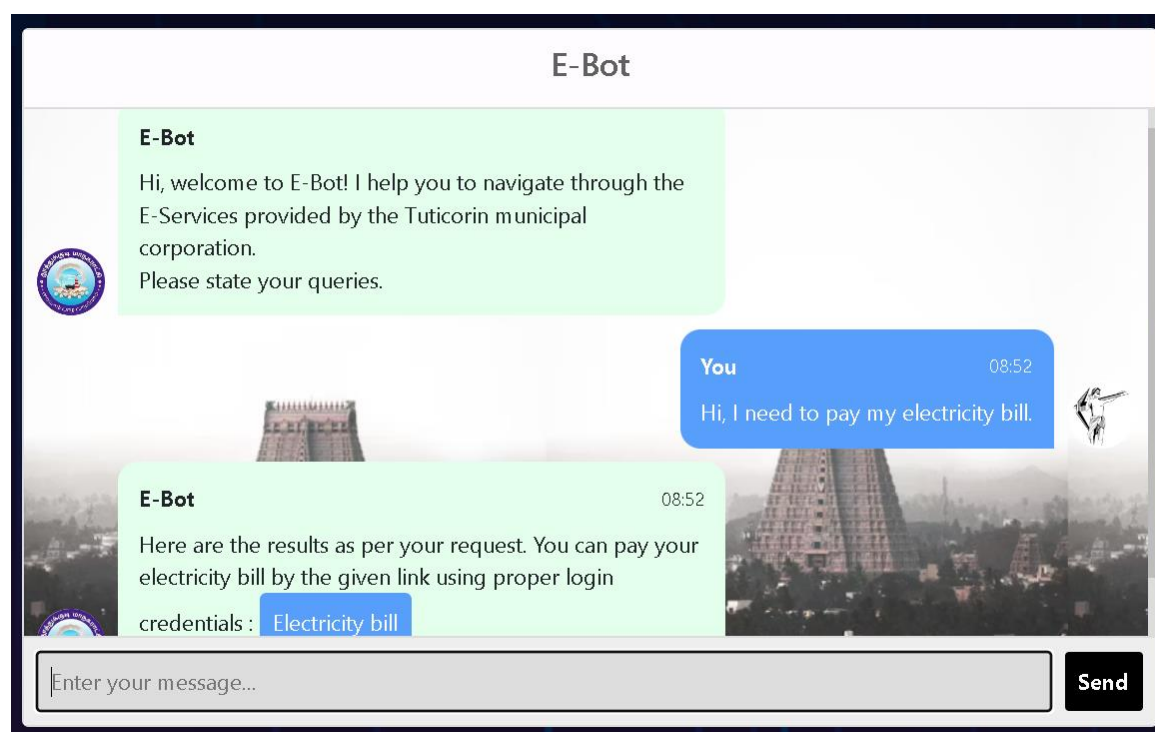 E-Bot
E-Bot
Hi, welcome to E-Bot! I help you to navigate through the
E-Services provided by the Tuticorin municipal
corporation.
Please state your queries.
You 08:52
Hi, I need to pay my electricity bill.
E-Bot 08:52
Here are the results as per your request. You can pay your
electricity bill by the given link using proper login
credentials : Electricity bill
Enter your message...
Send